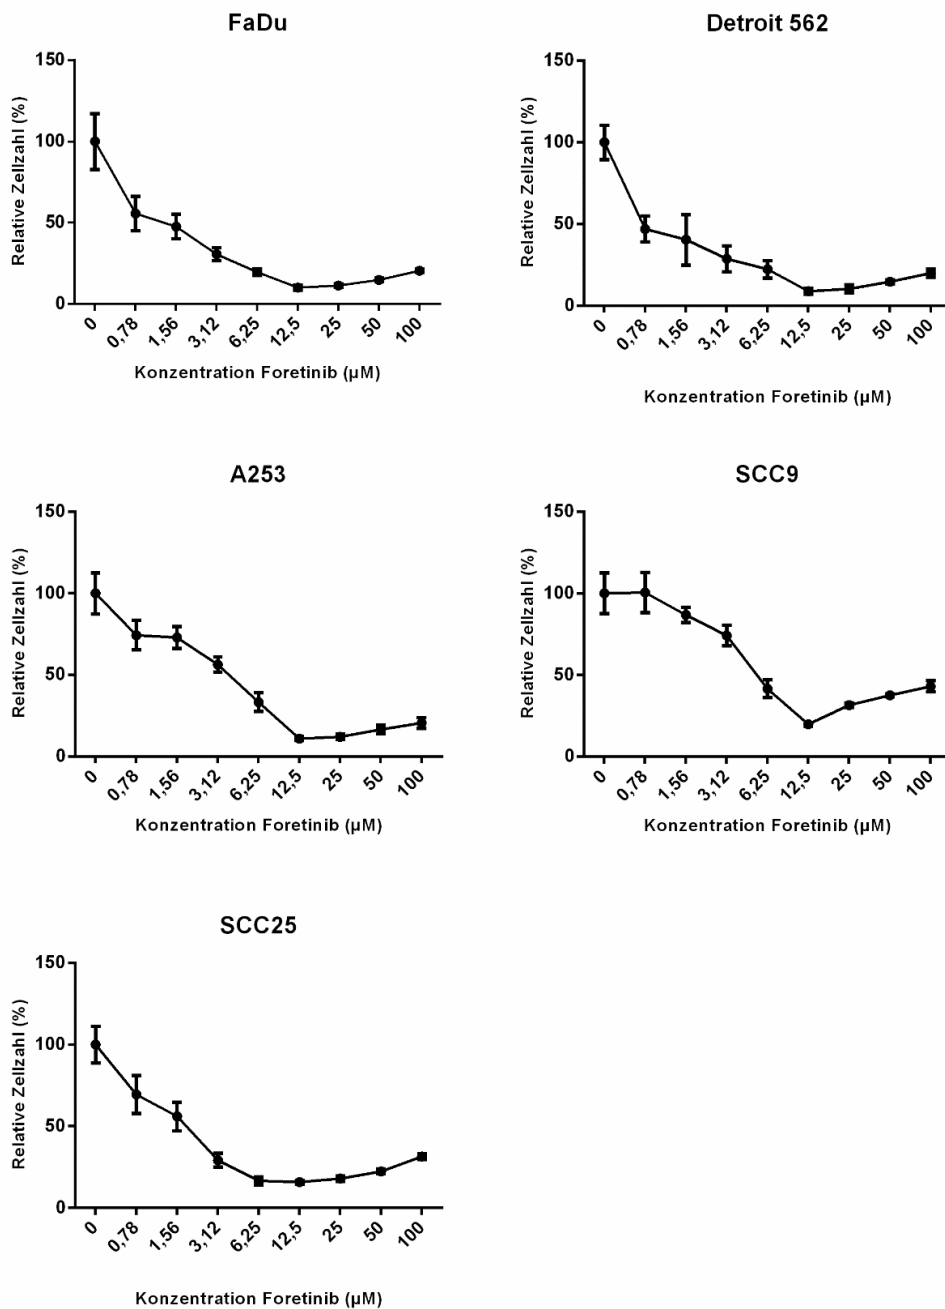 FaDu
Relative Zellzahl (%)
150
100
50
0
0 0,78 1,56 3,12 6,25 12,5 25 50 100
Konzentration Foretinib (µM)
Detroit 562
Relative Zellzahl (%)
150
100
50
0
0 0,78 1,56 3,12 6,25 12,5 25 50 100
Konzentration Foretinib (µM)
A253
Relative Zellzahl (%)
150
100
50
0
0 0,78 1,56 3,12 6,25 12,5 25 50 100
Konzentration Foretinib (µM)
SCC9
Relative Zellzahl (%)
150
100
50
0
0 0,78 1,56 3,12 6,25 12,5 25 50 100
Konzentration Foretinib (µM)
SCC25
Relative Zellzahl (%)
150
100
50
0
0 0,78 1,56 3,12 6,25 12,5 25 50 100
Konzentration Foretinib (µM)